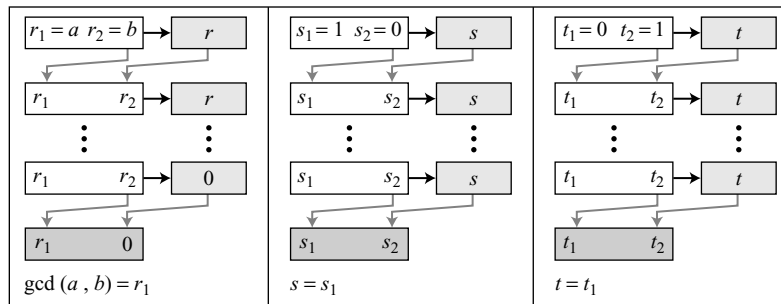 r₁ = a r₂ = b r
r₁ r₂ r
r₁ r₂ 0
r₁ 0
gcd (a , b) = r₁
s₁ = 1 s₂ = 0 s
s₁ s₂ s
s₁ s₂ s
s₁ s₂
s = s₁
t₁ = 0 t₂ = 1 t
t₁ t₂ t
t₁ t₂ t
t₁ t₂
t = t₁